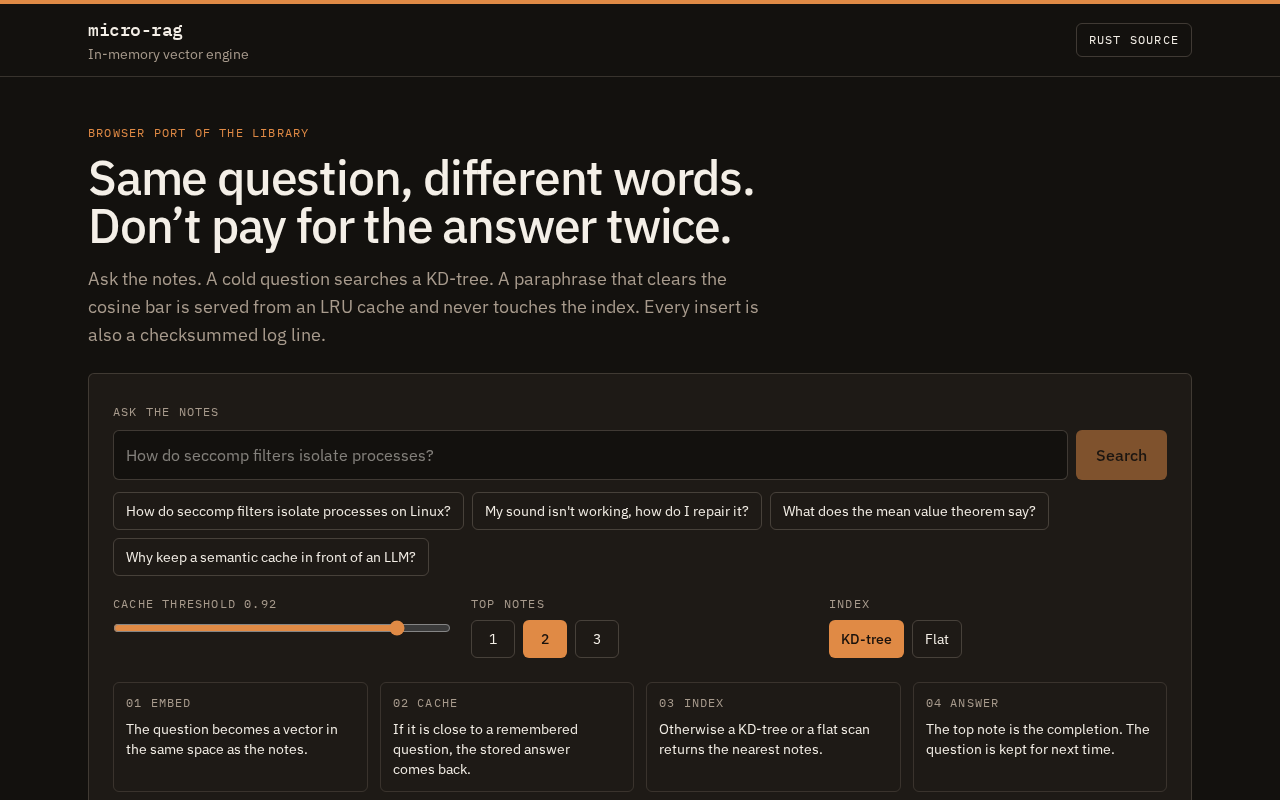 micro-rag
In-memory vector engine
RUST SOURCE
BROWSER PORT OF THE LIBRARY
Same question, different words.
Don’t pay for the answer twice.
Ask the notes. A cold question searches a KD-tree. A paraphrase that clears the
cosine bar is served from an LRU cache and never touches the index. Every insert is
also a checksummed log line.
ASK THE NOTES
How do seccomp filters isolate processes?
Search
How do seccomp filters isolate processes on Linux?
My sound isn't working, how do I repair it?
What does the mean value theorem say?
Why keep a semantic cache in front of an LLM?
CACHE THRESHOLD 0.92
TOP NOTES
1
2
3
INDEX
KD-tree
Flat
01 EMBED
The question becomes a vector in
the same space as the notes.
02 CACHE
If it is close to a remembered
question, the stored answer
comes back.
03 INDEX
Otherwise a KD-tree or a flat scan
returns the nearest notes.
04 ANSWER
The top note is the completion. The
question is kept for next time.